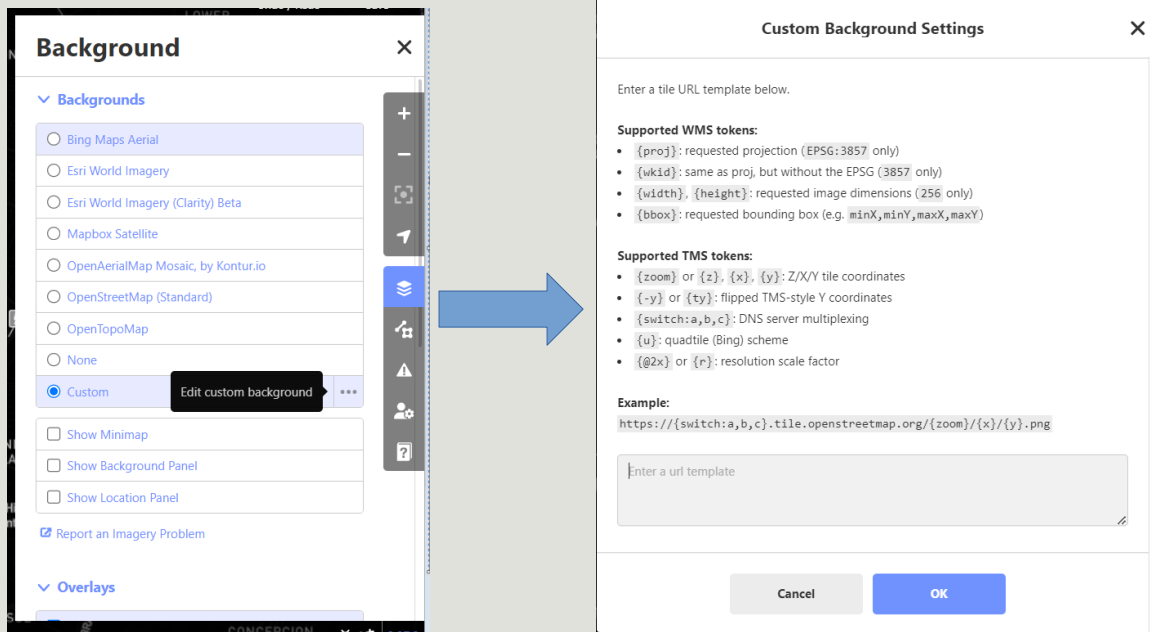 LOWER
Background
Backgrounds
Bing Maps Aerial
Esri World Imagery
Esri World Imagery (Clarity) Beta
Mapbox Satellite
OpenAerialMap Mosaic, by Kontur.io
OpenStreetMap (Standard)
OpenTopoMap
None
Custom
Edit custom background
Show Minimap
Show Background Panel
Show Location Panel
Report an Imagery Problem
Overlays
CONCEPCION
Custom Background Settings
Enter a tile URL template below.
Supported WMS tokens:
• {proj}: requested projection (EPSG:3857 only)
• {wkid}: same as proj, but without the EPSG (3857 only)
• {width}, {height}: requested image dimensions (256 only)
• {bbox}: requested bounding box (e.g. minX,minY,maxX,maxY)
Supported TMS tokens:
• {zoom} or {z}, {x}, {y}: Z/X/Y tile coordinates
• {-y} or {ty}: flipped TMS-style Y coordinates
• {switch:a,b,c}: DNS server multiplexing
• {u}: quadtile (Bing) scheme
• {@2x} or {r}: resolution scale factor
Example:
https://{switch:a,b,c}.tile.openstreetmap.org/{zoom}/{x}/{y}.png
Enter a url template
Cancel
OK